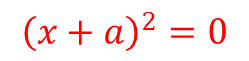 (x + a)² = 0